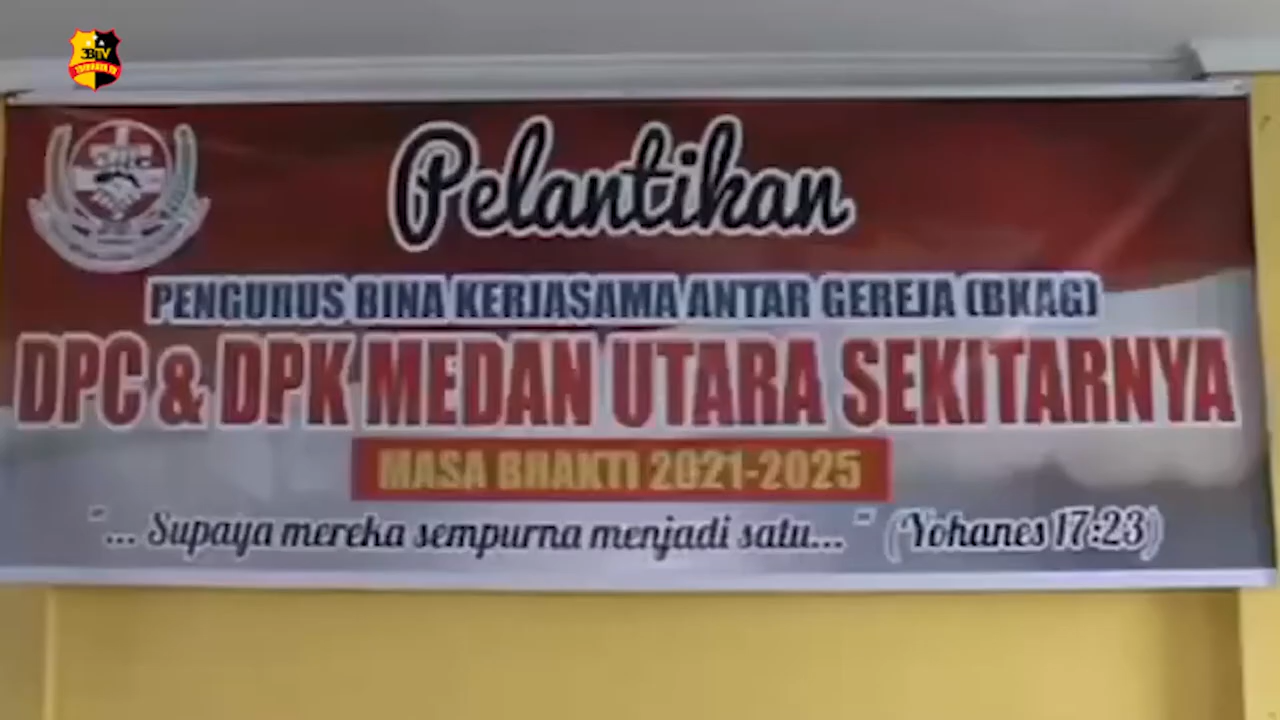 3BTV
Pelantikan
PENGURUS BINA KERJASAMA ANTAR GEREJA (BKAG)
DPC & DPK MEDAN UTARA SEKITARNYA
MASA BHAKTI 2021-2025
"... Supaya mereka sempurna menjadi satu..." (Yohanes 17:23)